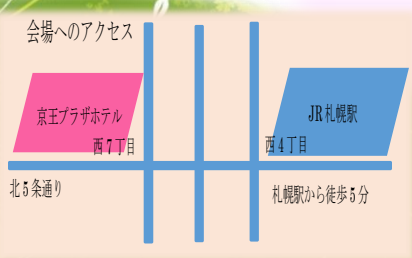 会場へのアクセス
京王プラザホテル
JR札幌駅
西７丁目
西４丁目
北５条通り
札幌駅から徒歩５分